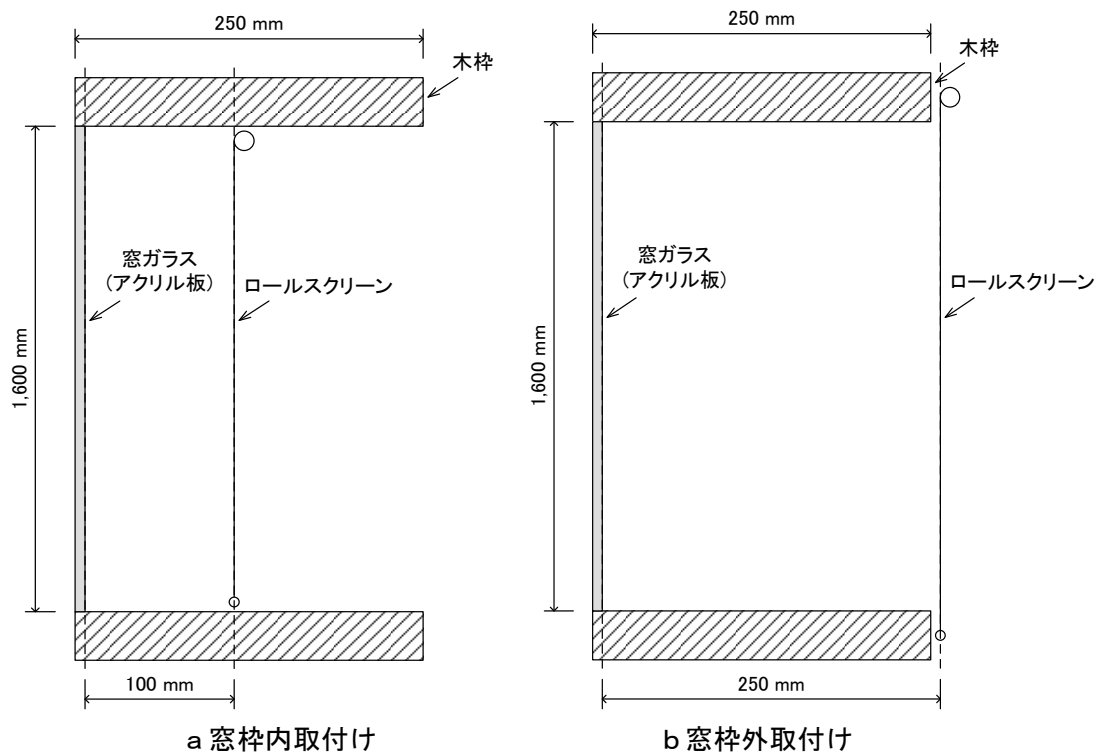 250 mm
木枠
窓ガラス
(アクリル板)
ロールスクリーン
1,600 mm
100 mm
a 窓枠内取付け
250 mm
木枠
窓ガラス
(アクリル板)
ロールスクリーン
1,600 mm
250 mm
b 窓枠外取付け